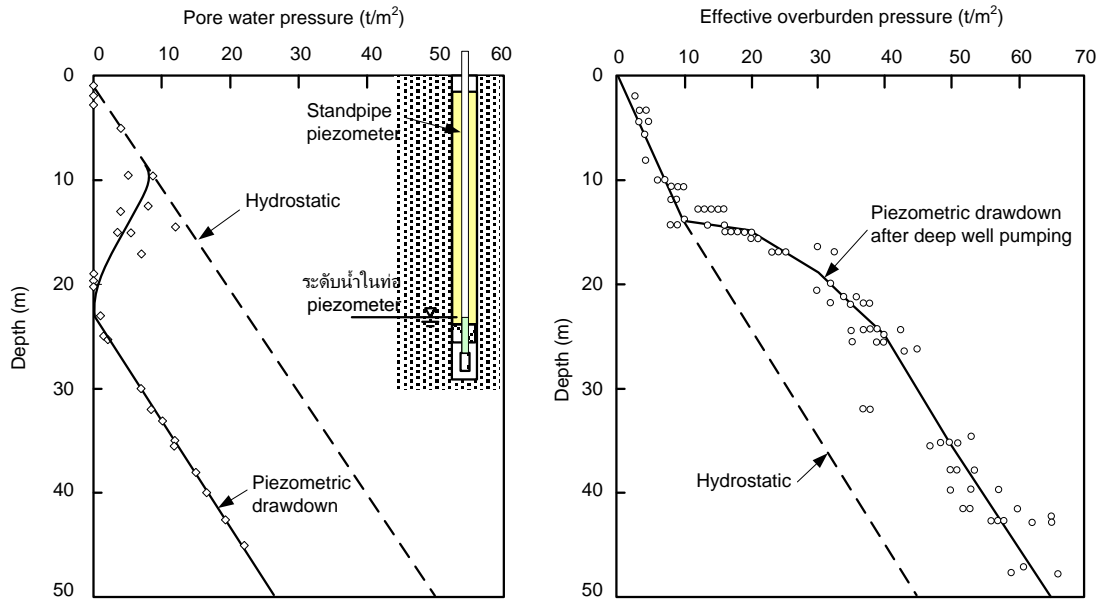 Pore water pressure (t/m²)
0 10 20 30 40 50 60
0
10
20
30
40
50
Depth (m)
Standpipe
piezometer
Hydrostatic
ระดับน้ำในท่อ
piezometer
Piezometric
drawdown
Effective overburden pressure (t/m²)
0 10 20 30 40 50 60 70
0
10
20
30
40
50
Depth (m)
Piezometric drawdown
after deep well pumping
Hydrostatic